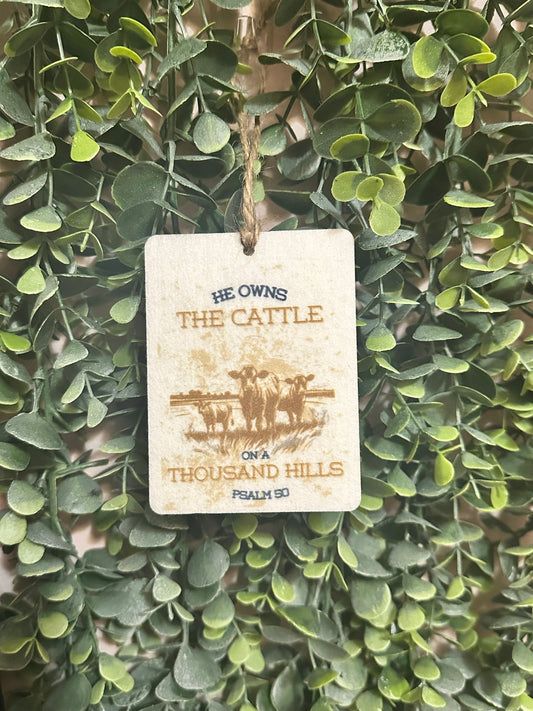 HE OWNS
THE CATTLE
ON A
THOUSAND HILLS
PSALM 50